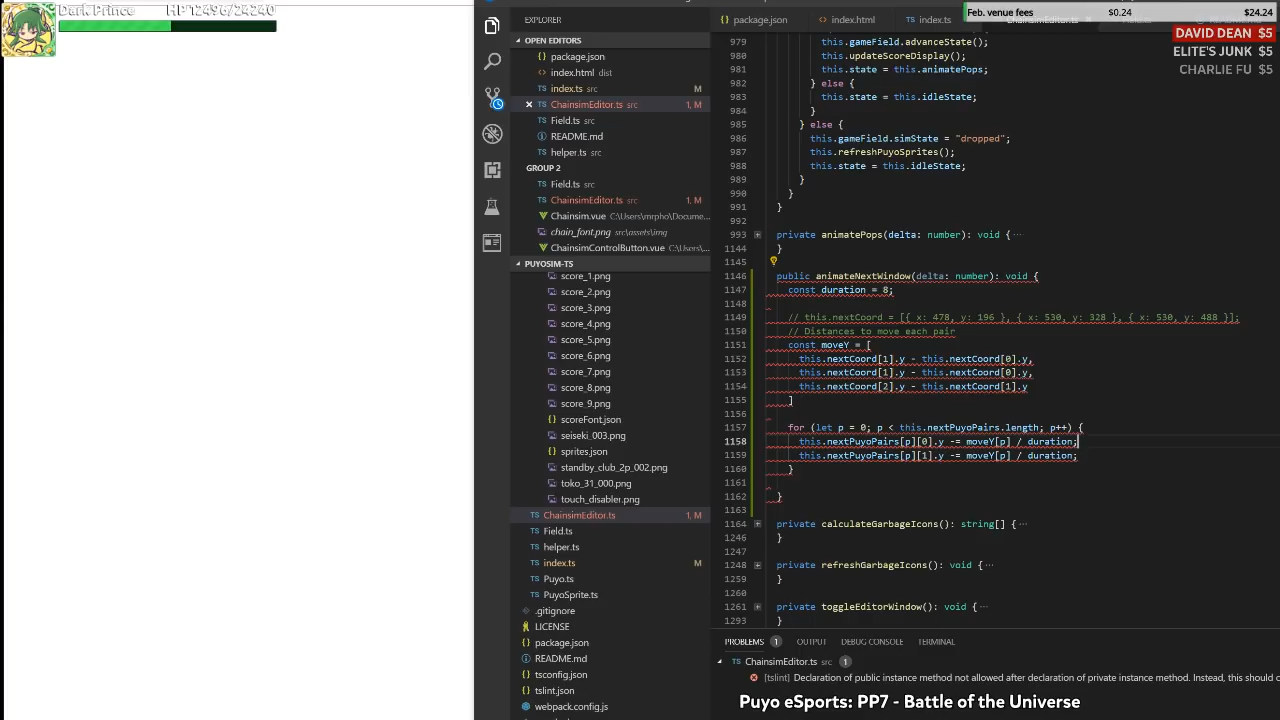 Dark Prince HP 12496/24240
EXPLORER
OPEN EDITORS
package.json
index.html dist
index.ts src M
ChainsimEditor.ts src 1, M
Field.ts src
README.md
helper.ts src
GROUP 2
Field.ts src
ChainsimEditor.ts src 1, M
Chainsim.vue C:\Users\mrpho\Docume...
chain_font.png src\assets\img
ChainsimControlButton.vue C:\Users\...
PUYOSIM-TS
score_1.png
score_2.png
score_3.png
score_4.png
score_5.png
score_6.png
score_7.png
score_8.png
score_9.png
scoreFont.json
seiseki_003.png
sprites.json
standby_club_2p_002.png
toko_31_000.png
touch_disabler.png
ChainsimEditor.ts 1, M
Field.ts
helper.ts
index.ts M
Puyo.ts
PuyoSprite.ts
.gitignore
LICENSE
package.json
README.md
tsconfig.json
tslint.json
webpack.config.js
package.json index.html index.ts
Feb. venue fees $0.24 $24.24
DAVID DEAN $5
ELITE'S JUNK $5
CHARLIE FU $5
979 this.gameField.advanceState();
980 this.updateScoreDisplay();
981 this.state = this.animatePops;
982 } else {
983 this.state = this.idleState;
984 }
985 } else {
986 this.gameField.simState = "dropped";
987 this.refreshPuyoSprites();
988 this.state = this.idleState;
989 }
990 }
991 }
992
993 private animatePops(delta: number): void { ...
1144 }
1145
1146 public animateNextWindow(delta: number): void {
1147 const duration = 8;
1148
1149 // this.nextCoord = [{ x: 478, y: 196 }, { x: 530, y: 328 }, { x: 530, y: 488 }];
1150 // Distances to move each pair
1151 const moveY = [
1152 this.nextCoord[1].y - this.nextCoord[0].y,
1153 this.nextCoord[1].y - this.nextCoord[0].y,
1154 this.nextCoord[2].y - this.nextCoord[1].y
1155 ]
1156
1157 for (let p = 0; p < this.nextPuyoPairs.length; p++) {
1158 this.nextPuyoPairs[p][0].y -= moveY[p] / duration;
1159 this.nextPuyoPairs[p][1].y -= moveY[p] / duration;
1160 }
1161
1162 }
1163
1164 private calculateGarbageIcons(): string[] { ...
1246 }
1247
1248 private refreshGarbageIcons(): void { ...
1259 }
1260
1261 private toggleEditorWindow(): void { ...
1293 }
PROBLEMS 1 OUTPUT DEBUG CONSOLE TERMINAL
ChainsimEditor.ts src 1
[tslint] Declaration of public instance method not allowed after declaration of private instance method. Instead, this should c
Puyo eSports: PP7 - Battle of the Universe